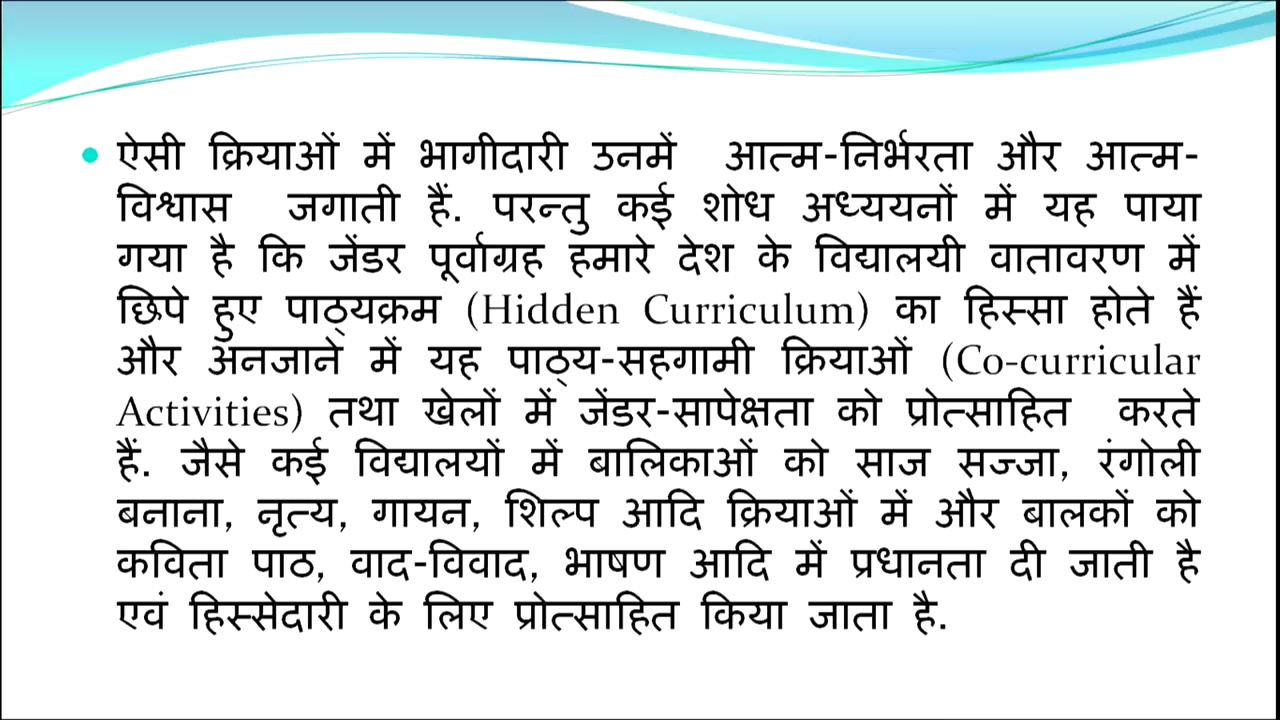 ऐसी क्रियाओं में भागीदारी उनमें आत्म-निर्भरता और आत्म-
विश्वास जगाती हैं. परन्तु कई शोध अध्ययनों में यह पाया
गया है कि जेंडर पूर्वाग्रह हमारे देश के विद्यालयी वातावरण में
छिपे हुए पाठ्यक्रम (Hidden Curriculum) का हिस्सा होते हैं
और अनजाने में यह पाठ्य-सहगामी क्रियाओं (Co-curricular
Activities) तथा खेलों में जेंडर-सापेक्षता को प्रोत्साहित करते
हैं. जैसे कई विद्यालयों में बालिकाओं को साज सज्जा, रंगोली
बनाना, नृत्य, गायन, शिल्प आदि क्रियाओं में और बालकों को
कविता पाठ, वाद-विवाद, भाषण आदि में प्रधानता दी जाती है
एवं हिस्सेदारी के लिए प्रोत्साहित किया जाता है.